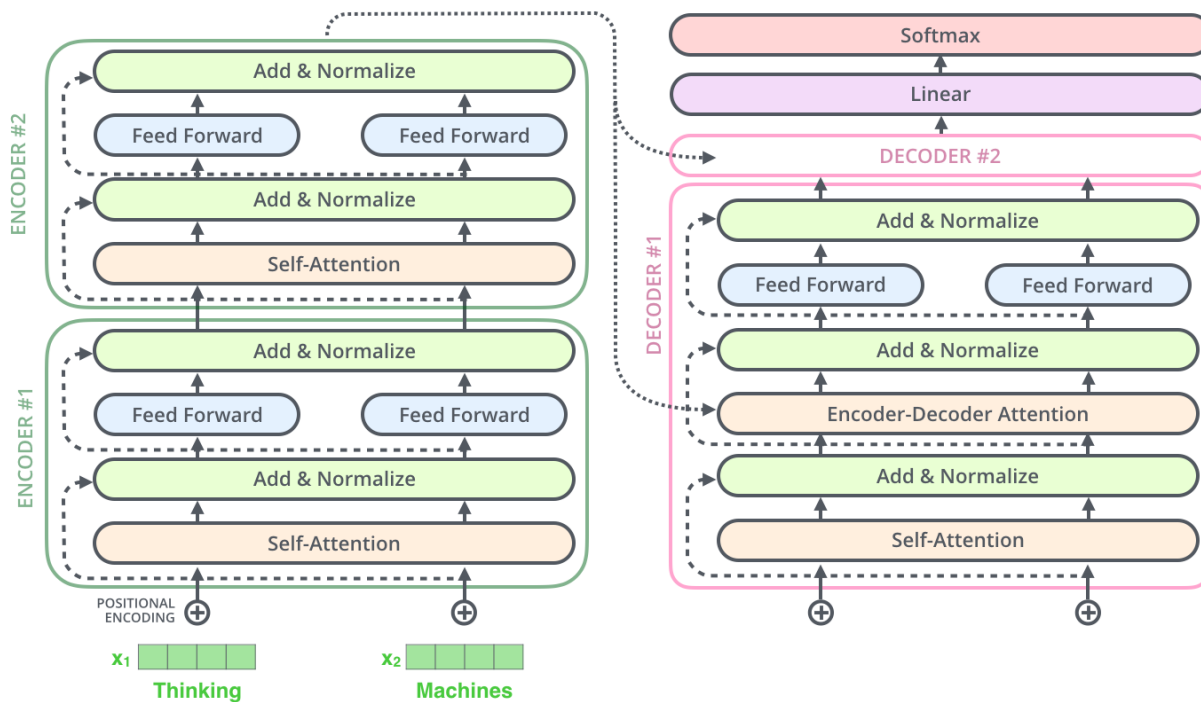 ENCODER #2
Add & Normalize
Feed Forward
Feed Forward
Add & Normalize
Self-Attention
ENCODER #1
Add & Normalize
Feed Forward
Feed Forward
Add & Normalize
Self-Attention
POSITIONAL
ENCODING
x₁
x₂
Thinking
Machines
Softmax
Linear
DECODER #2
DECODER #1
Add & Normalize
Feed Forward
Feed Forward
Add & Normalize
Encoder-Decoder Attention
Add & Normalize
Self-Attention